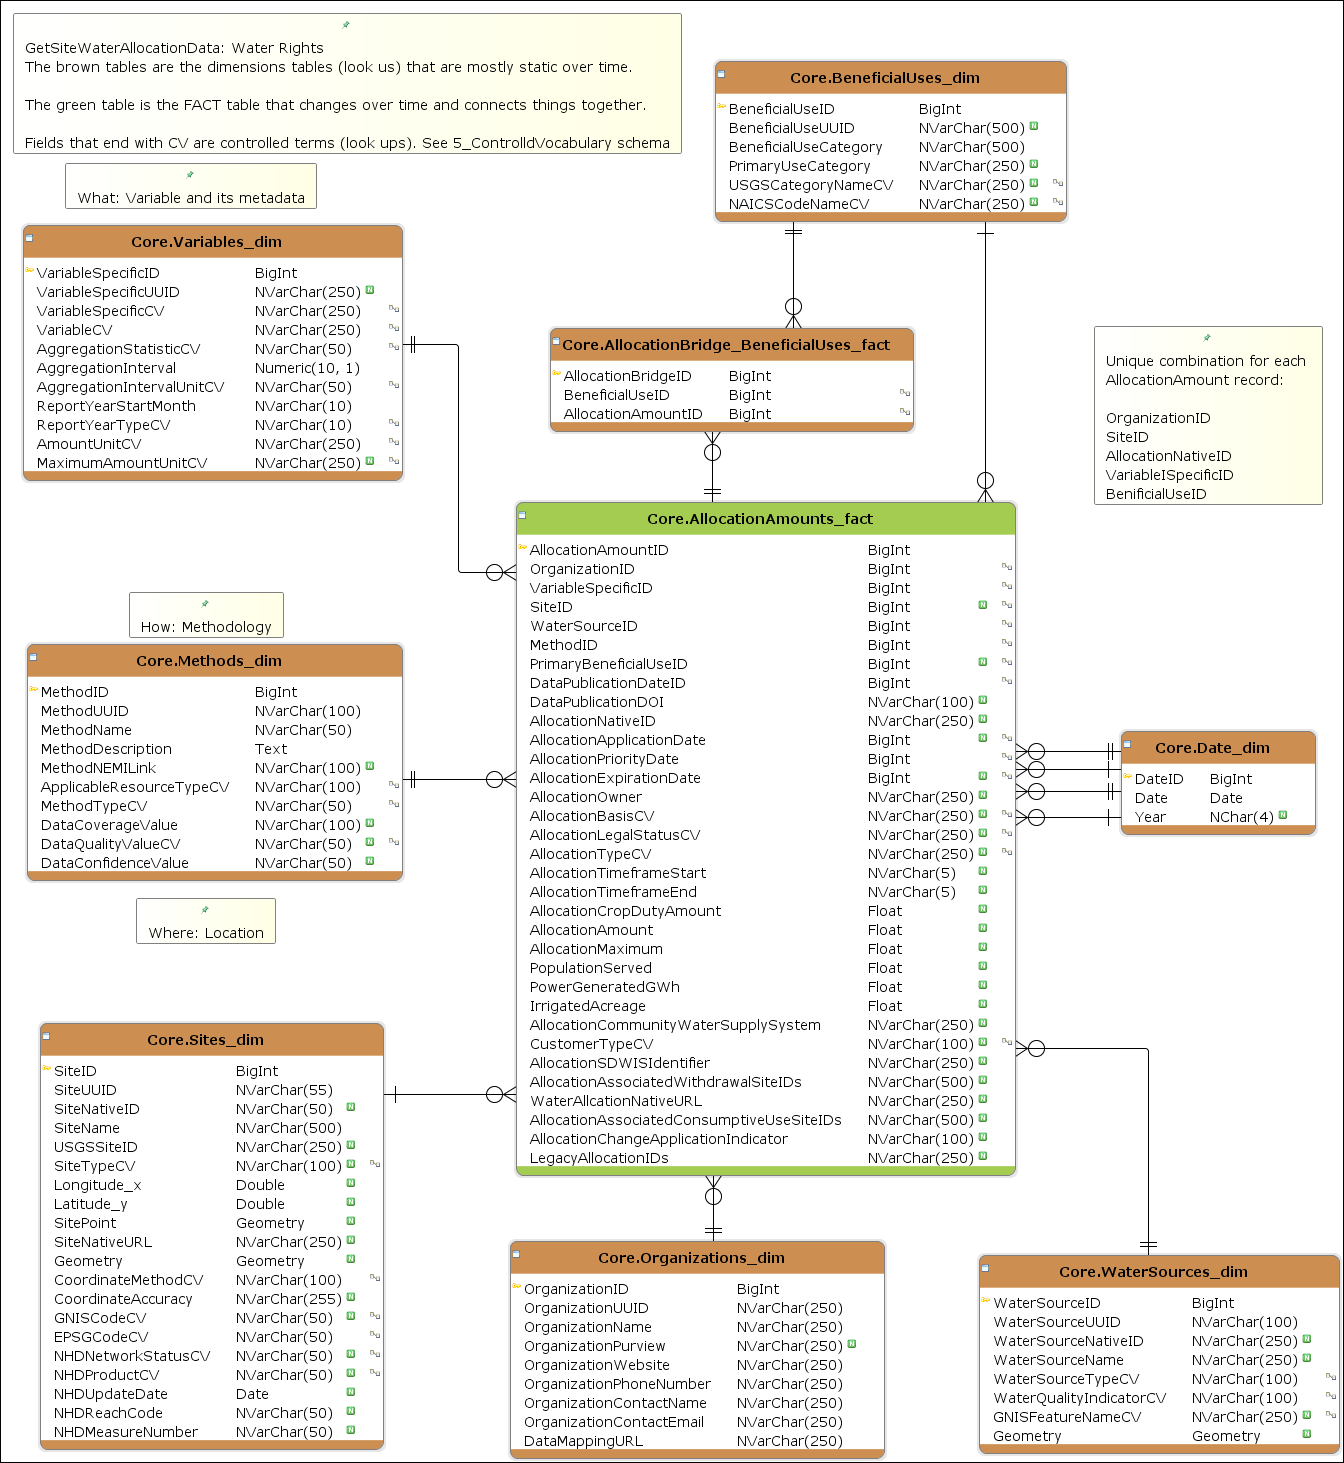 GetSiteWaterAllocationData: Water Rights
The brown tables are the dimensions tables (look us) that are mostly static over time.
The green table is the FACT table that changes over time and connects things together.
Fields that end with CV are controlled terms (look ups). See 5_ControlldVocabulary schema
What: Variable and its metadata
Core.Variables_dim
VariableSpecificID BigInt
VariableSpecificUUID NVarChar(250) N
VariableSpecificCV NVarChar(250)
VariableCV NVarChar(250)
AggregationStatisticCV NVarChar(50)
AggregationInterval Numeric(10, 1)
AggregationIntervalUnitCV NVarChar(50)
ReportYearStartMonth NVarChar(10)
ReportYearTypeCV NVarChar(10)
AmountUnitCV NVarChar(250)
MaximumAmountUnitCV NVarChar(250) N
Core.BeneficialUses_dim
BeneficialUseID BigInt
BeneficialUseUUID NVarChar(500) N
BeneficialUseCategory NVarChar(500)
PrimaryUseCategory NVarChar(250) N
USGSCategoryNameCV NVarChar(250) N
NAICSCodeNameCV NVarChar(250) N
Core.AllocationBridge_BeneficialUses_fact
AllocationBridgeID BigInt
BeneficialUseID BigInt
AllocationAmountID BigInt
Unique combination for each
AllocationAmount record:
OrganizationID
SiteID
AllocationNativeID
VariableISpecificID
BenificialUseID
Core.AllocationAmounts_fact
AllocationAmountID BigInt
OrganizationID BigInt
VariableSpecificID BigInt
SiteID BigInt N
WaterSourceID BigInt
MethodID BigInt
PrimaryBeneficialUseID BigInt N
DataPublicationDateID BigInt
DataPublicationDOI NVarChar(100) N
AllocationNativeID NVarChar(250) N
AllocationApplicationDate BigInt N
AllocationPriorityDate BigInt
AllocationExpirationDate BigInt N
AllocationOwner NVarChar(250) N
AllocationBasisCV NVarChar(250) N
AllocationLegalStatusCV NVarChar(250) N
AllocationTypeCV NVarChar(250) N
AllocationTimeframeStart NVarChar(5) N
AllocationTimeframeEnd NVarChar(5) N
AllocationCropDutyAmount Float N
AllocationAmount Float N
AllocationMaximum Float N
PopulationServed Float N
PowerGeneratedGWh Float N
IrrigatedAcreage Float N
AllocationCommunityWaterSupplySystem NVarChar(250) N
CustomerTypeCV NVarChar(100) N
AllocationSDWISIdentifier NVarChar(250) N
AllocationAssociatedWithdrawalSiteIDs NVarChar(500) N
WaterAllcationNativeURL NVarChar(250) N
AllocationAssociatedConsumptiveUseSiteIDs NVarChar(500) N
AllocationChangeApplicationIndicator NVarChar(100) N
LegacyAllocationIDs NVarChar(250) N
How: Methodology
Core.Methods_dim
MethodID BigInt
MethodUUID NVarChar(100)
MethodName NVarChar(50)
MethodDescription Text
MethodNEMILink NVarChar(100) N
ApplicableResourceTypeCV NVarChar(100)
MethodTypeCV NVarChar(50)
DataCoverageValue NVarChar(100) N
DataQualityValueCV NVarChar(50) N
DataConfidenceValue NVarChar(50) N
Core.Date_dim
DateID BigInt
Date Date
Year NChar(4) N
Where: Location
Core.Sites_dim
SiteID BigInt
SiteUUID NVarChar(55)
SiteNativeID NVarChar(50) N
SiteName NVarChar(500)
USGSSiteID NVarChar(250) N
SiteTypeCV NVarChar(100) N
Longitude_x Double N
Latitude_y Double N
SitePoint Geometry N
SiteNativeURL NVarChar(250) N
Geometry Geometry N
CoordinateMethodCV NVarChar(100)
CoordinateAccuracy NVarChar(255) N
GNISCodeCV NVarChar(50) N
EPSGCodeCV NVarChar(50)
NHDNetworkStatusCV NVarChar(50) N
NHDProductCV NVarChar(50) N
NHDUpdateDate Date N
NHDReachCode NVarChar(50) N
NHDMeasureNumber NVarChar(50) N
Core.Organizations_dim
OrganizationID BigInt
OrganizationUUID NVarChar(250)
OrganizationName NVarChar(250)
OrganizationPurview NVarChar(250) N
OrganizationWebsite NVarChar(250)
OrganizationPhoneNumber NVarChar(250)
OrganizationContactName NVarChar(250)
OrganizationContactEmail NVarChar(250)
DataMappingURL NVarChar(250)
Core.WaterSources_dim
WaterSourceID BigInt
WaterSourceUUID NVarChar(100)
WaterSourceNativeID NVarChar(250) N
WaterSourceName NVarChar(250) N
WaterSourceTypeCV NVarChar(100)
WaterQualityIndicatorCV NVarChar(100)
GNISFeatureNameCV NVarChar(250) N
Geometry Geometry N